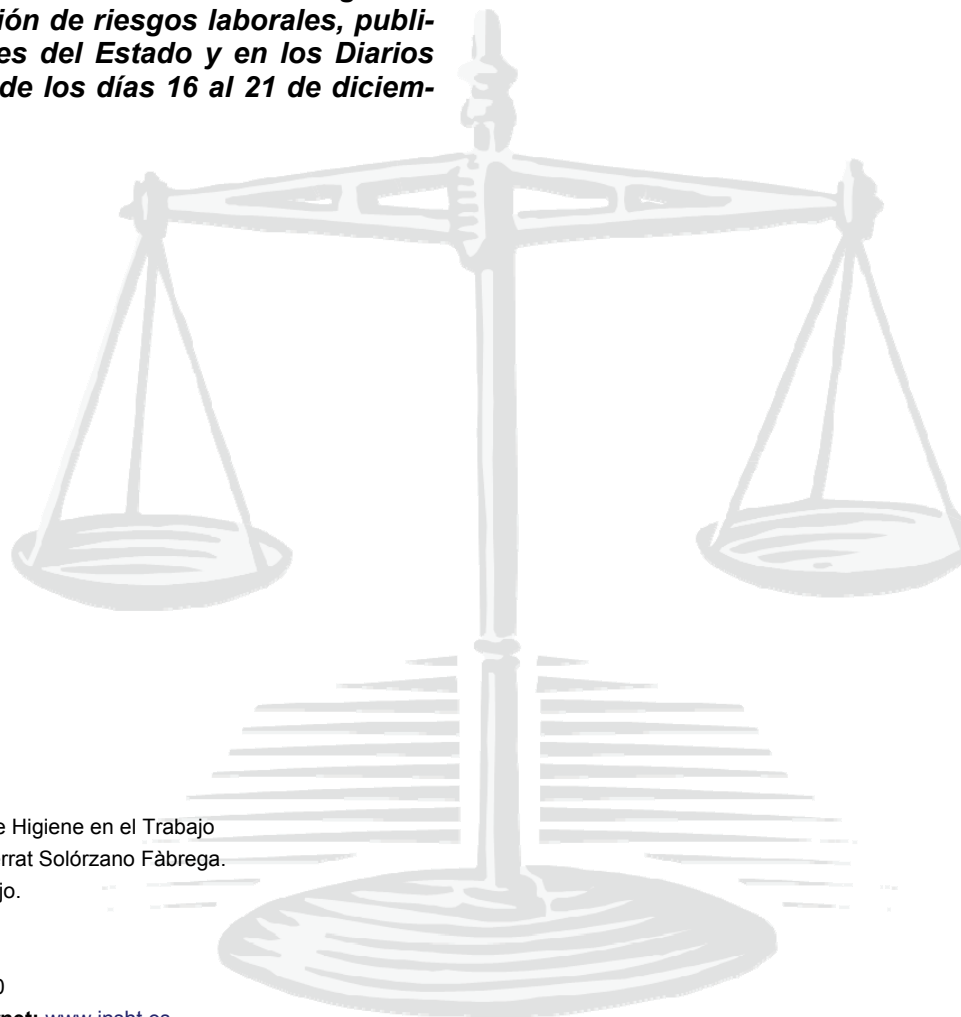 ión de riesgos laborales, publi-
es del Estado y en los Diarios
de los días 16 al 21 de diciem-
e Higiene en el Trabajo
rrat Solórzano Fàbrega.
jo.
0
www.insht.es